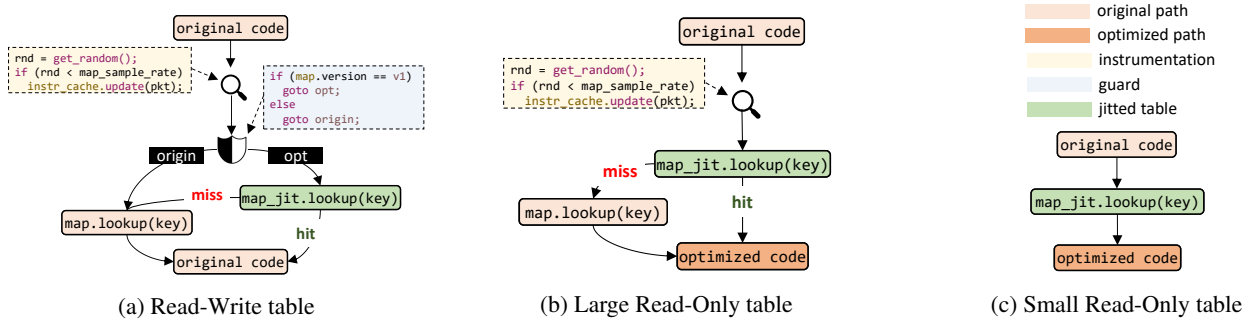 original code
rnd = get_random();
if (rnd < map_sample_rate)
instr_cache.update(pkt);
if (map.version == v1)
goto opt;
else
goto origin;
origin
opt
miss
map_jit.lookup(key)
map.lookup(key)
hit
original code
(a) Read-Write table
original code
rnd = get_random();
if (rnd < map_sample_rate)
instr_cache.update(pkt);
map_jit.lookup(key)
miss
hit
map.lookup(key)
optimized code
(b) Large Read-Only table
original path
optimized path
instrumentation
guard
jitted table
original code
map_jit.lookup(key)
optimized code
(c) Small Read-Only table